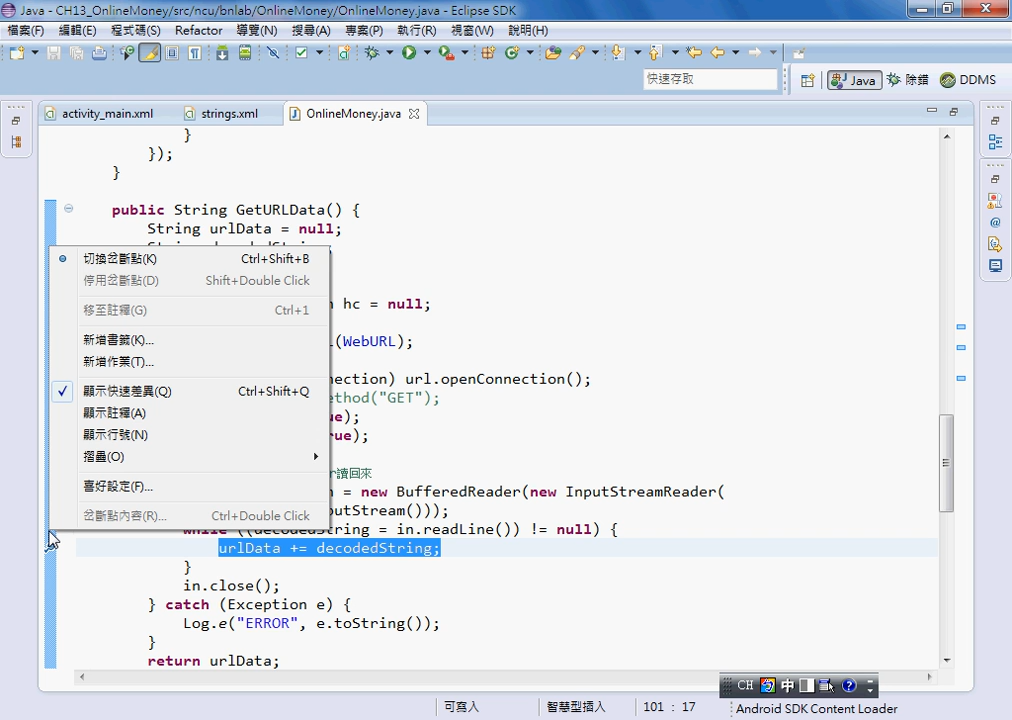 Java - CH13_OnlineMoney/src/ncu/bnlab/OnlineMoney/OnlineMoney.java - Eclipse SDK
檔案(F) 編輯(E) 程式碼(S) Refactor 導覽(N) 搜尋(A) 專案(P) 執行(R) 視窗(W) 說明(H)
快速存取
Java 除錯 DDMS
activity_main.xml strings.xml OnlineMoney.java
}
});
}
public String GetURLData() {
String urlData = null;
切換岔斷點(K) Ctrl+Shift+B
停用岔斷點(D) Shift+Double Click
移至註釋(G) Ctrl+1
hc = null;
新增書籤(K)...
(WebURL);
新增作業(T)...
nection) url.openConnection();
顯示快速差異(Q) Ctrl+Shift+Q
ethod("GET");
顯示註釋(A)
ue);
顯示行號(N)
rue);
摺疊(O)
r讀回來
喜好設定(F)...
= new BufferedReader(new InputStreamReader(
岔斷點內容(R)... Ctrl+Double Click
putStream()));
while ((decodedString = in.readLine()) != null) {
urlData += decodedString;
}
in.close();
} catch (Exception e) {
Log.e("ERROR", e.toString());
}
return urlData;
CH 中
可寫入 智慧型插入 101 : 17 Android SDK Content Loader